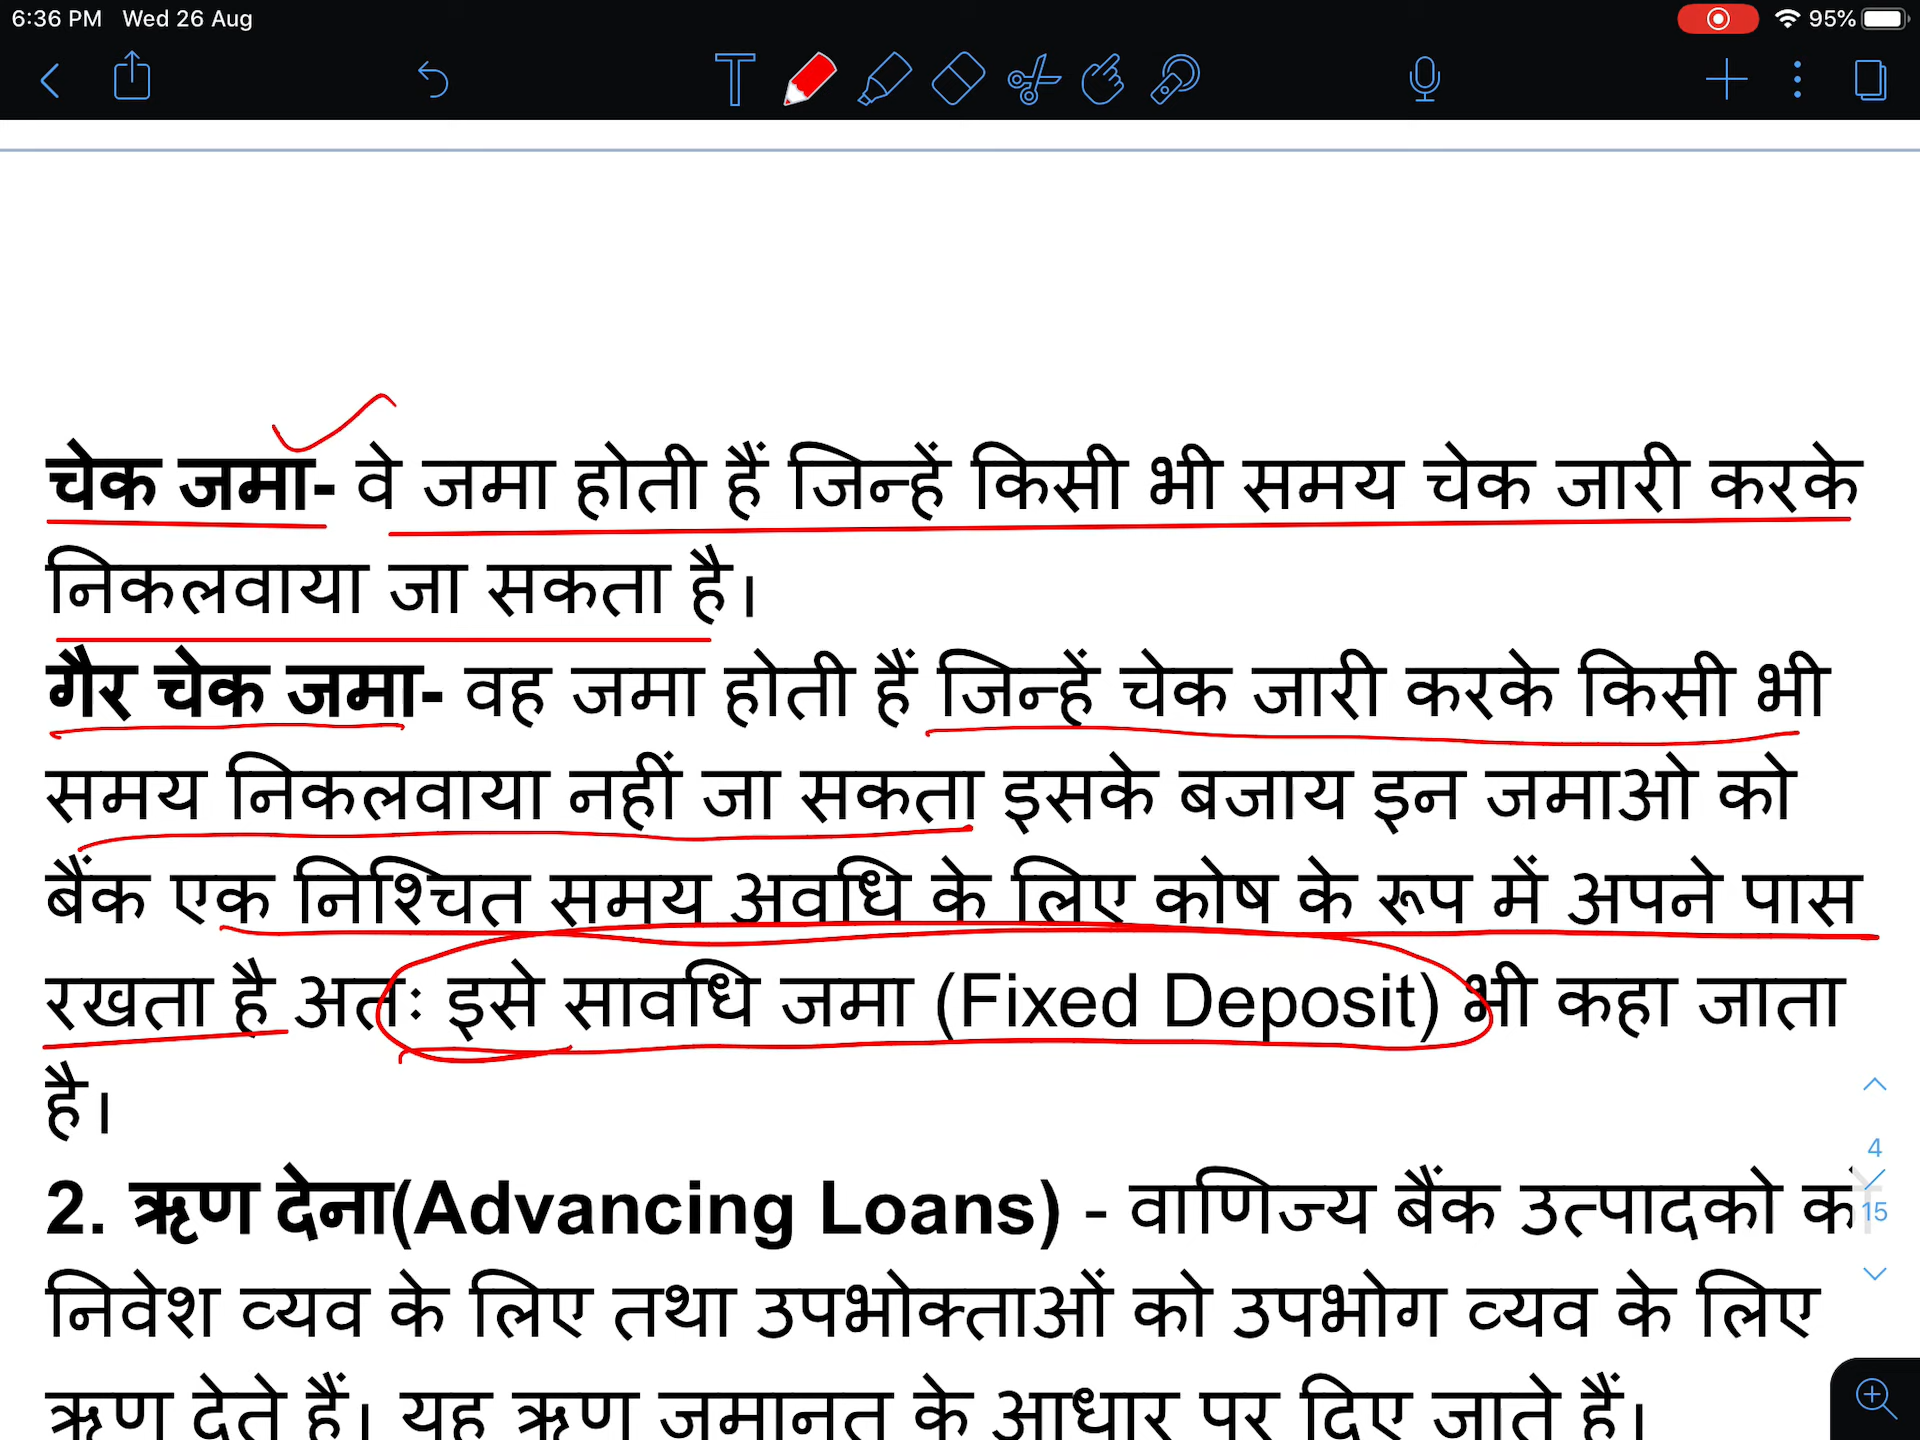 6:36 PM Wed 26 Aug 95%
चेक जमा- वे जमा होती हैं जिन्हें किसी भी समय चेक जारी करके
निकलवाया जा सकता है।
गैर चेक जमा- वह जमा होती हैं जिन्हें चेक जारी करके किसी भी
समय निकलवाया नहीं जा सकता इसके बजाय इन जमाओ को
बैंक एक निश्चित समय अवधि के लिए कोष के रूप में अपने पास
रखता है अतः इसे सावधि जमा (Fixed Deposit) भी कहा जाता
है।
2. ऋण देना(Advancing Loans) - वाणिज्य बैंक उत्पादको को
निवेश व्यव के लिए तथा उपभोक्ताओं को उपभोग व्यव के लिए
ऋण देते हैं। यह ऋण जमानत के आधार पर दिए जाते हैं।
4
15